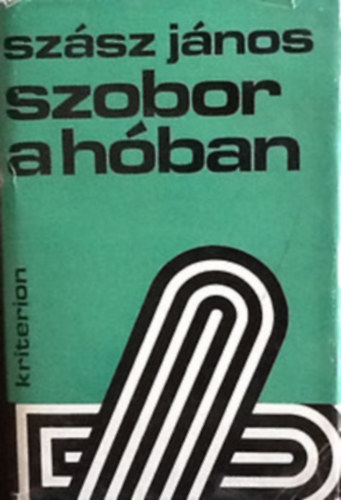 szász jános
szobor
a hóban
kriterion